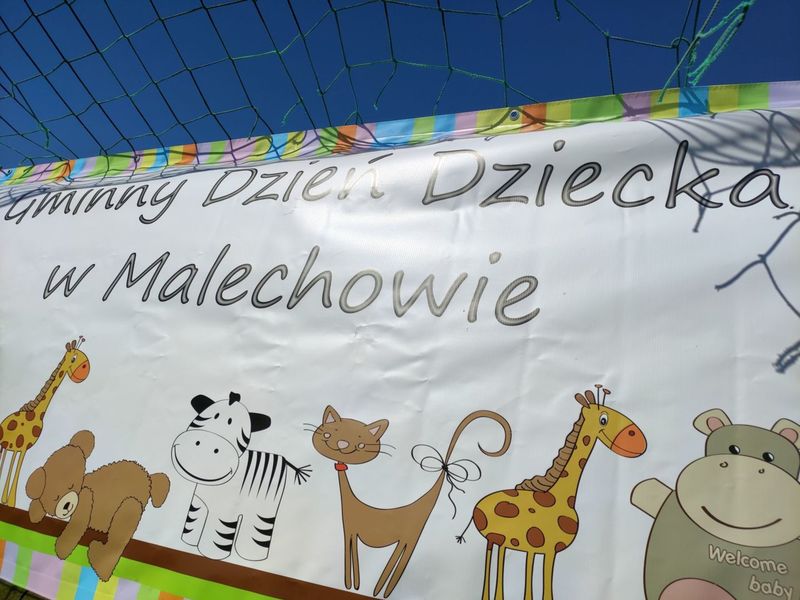 Gminny Dzień Dziecka
w Malechowie
Welcome
baby